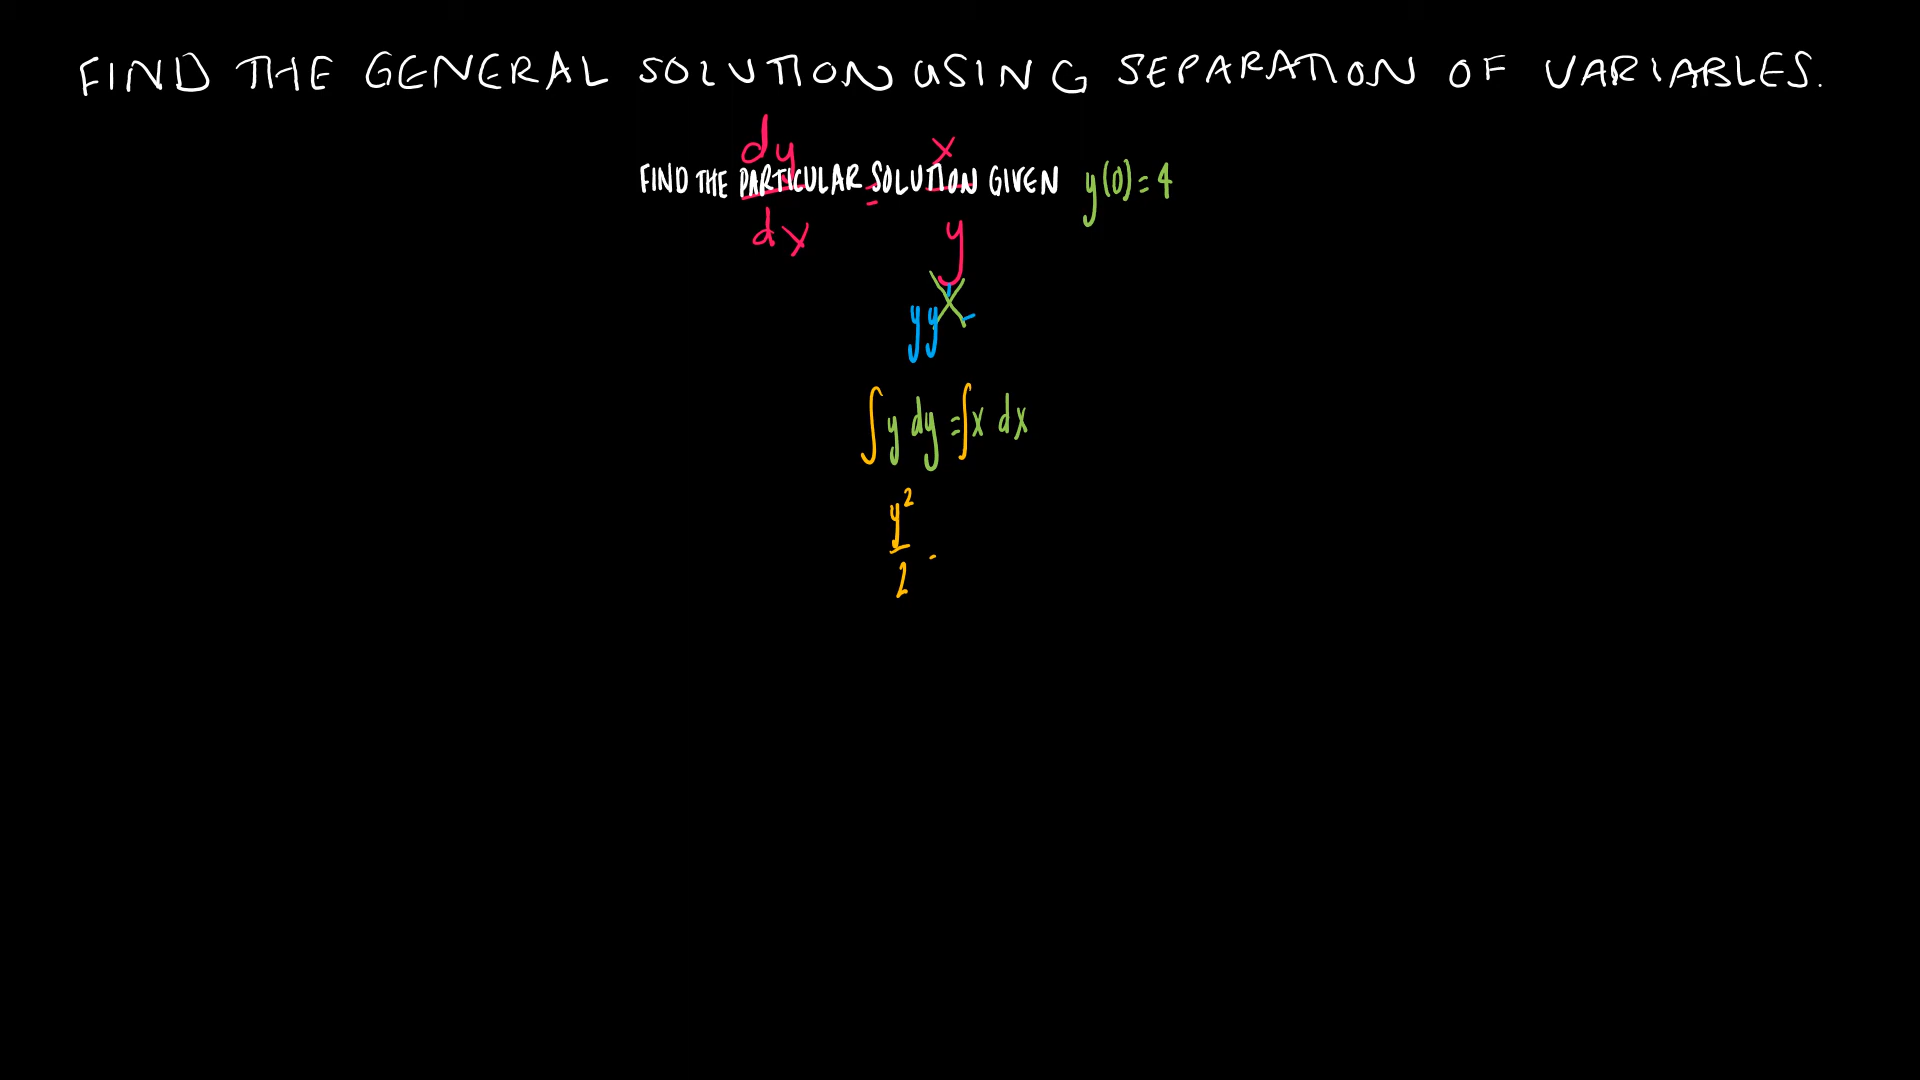 FIND THE GENERAL SOLUTION USING SEPARATION OF VARIABLES.
dy/dx = x/y
FIND THE PARTICULAR SOLUTION GIVEN y(0)=4
yy
∫y dy = ∫x dx
y²/2